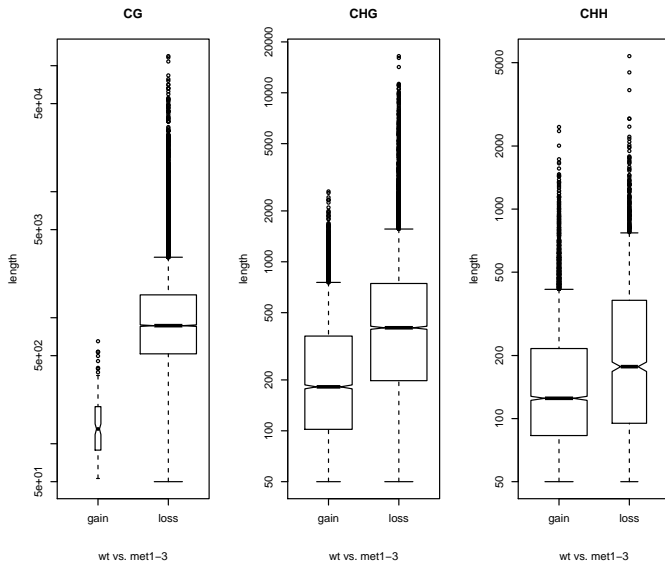 CG
length
5e+04
5e+03
5e+02
5e+01
gain
loss
wt vs. met1−3
CHG
length
20000
10000
5000
2000
1000
500
200
100
50
gain
loss
wt vs. met1−3
CHH
length
5000
2000
1000
500
200
100
50
gain
loss
wt vs. met1−3